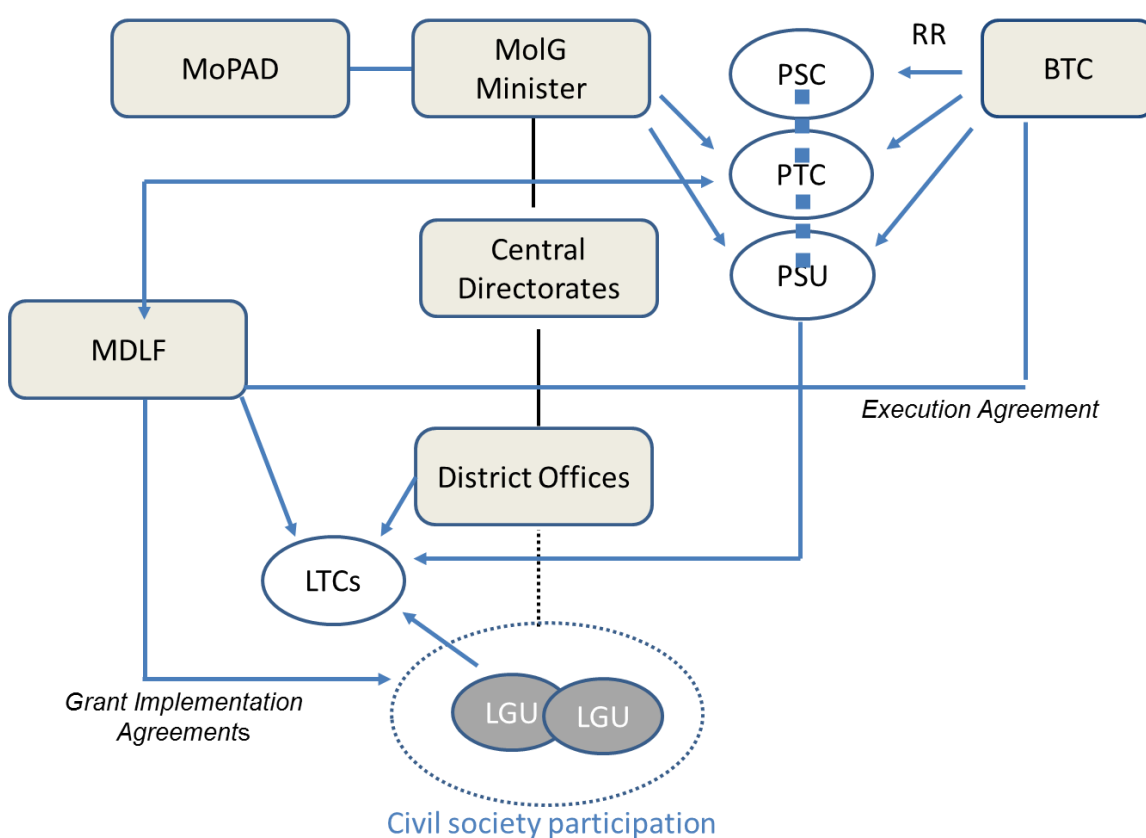 MoPAD
MolG
Minister
PSC
RR
BTC
PTC
Central
Directorates
PSU
MDLF
Execution Agreement
District Offices
LTCs
Grant Implementation
Agreements
LGU
LGU
Civil society participation